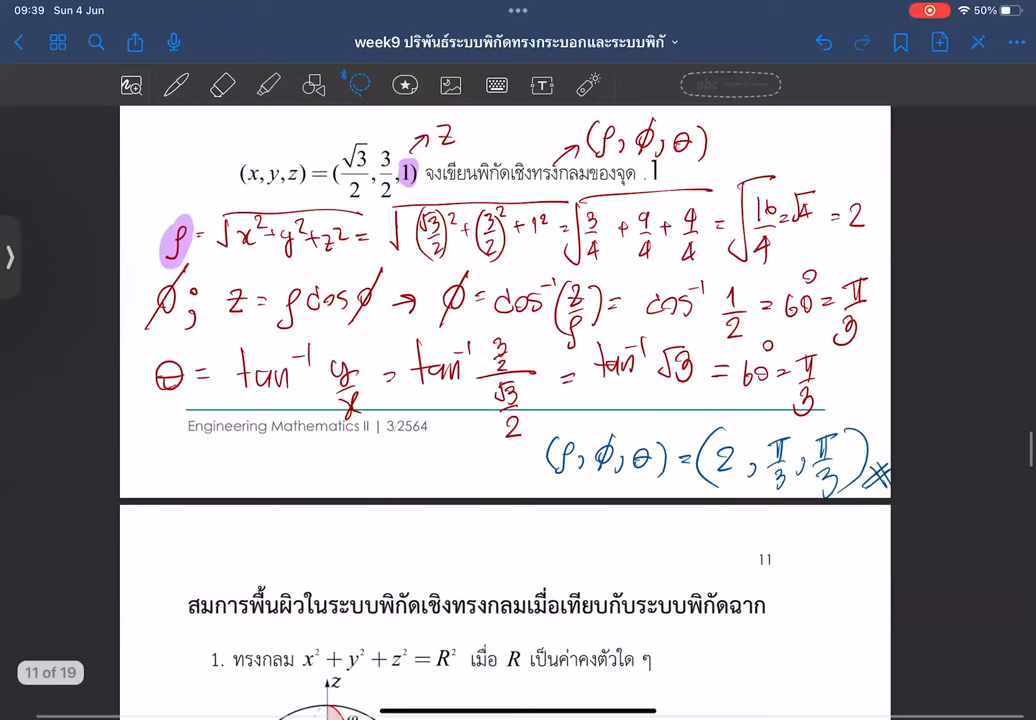 09:39 Sun 4 Jun
50%
week9 ปริพันธ์ระบบพิกัดทรงกระบอกและระบบพิกั
abc
→ z
(ρ, ϕ, θ)
(x, y, z) = (√3/2, 3/2, 1) จงเขียนพิกัดเชิงทรงกลมของจุด .1
ρ = √x²+y²+z² = √(√3/2)²+(3/2)²+1² = √3/4 + 9/4 + 4/4 = √16/4 = √4 = 2
ϕ ; z = ρ cosϕ → ϕ = cos⁻¹(z/ρ) = cos⁻¹ 1/2 = 60° = π/3
θ = tan⁻¹ y/x = tan⁻¹ 3/2 / √3/2 = tan⁻¹ √3 = 60° = π/3
Engineering Mathematics II | 3/2564
(ρ, ϕ, θ) = (2, π/3, π/3) #
11
สมการพื้นผิวในระบบพิกัดเชิงทรงกลมเมื่อเทียบกับระบบพิกัดฉาก
1. ทรงกลม x² + y² + z² = R² เมื่อ R เป็นค่าคงตัวใด ๆ
11 of 19
z
φ